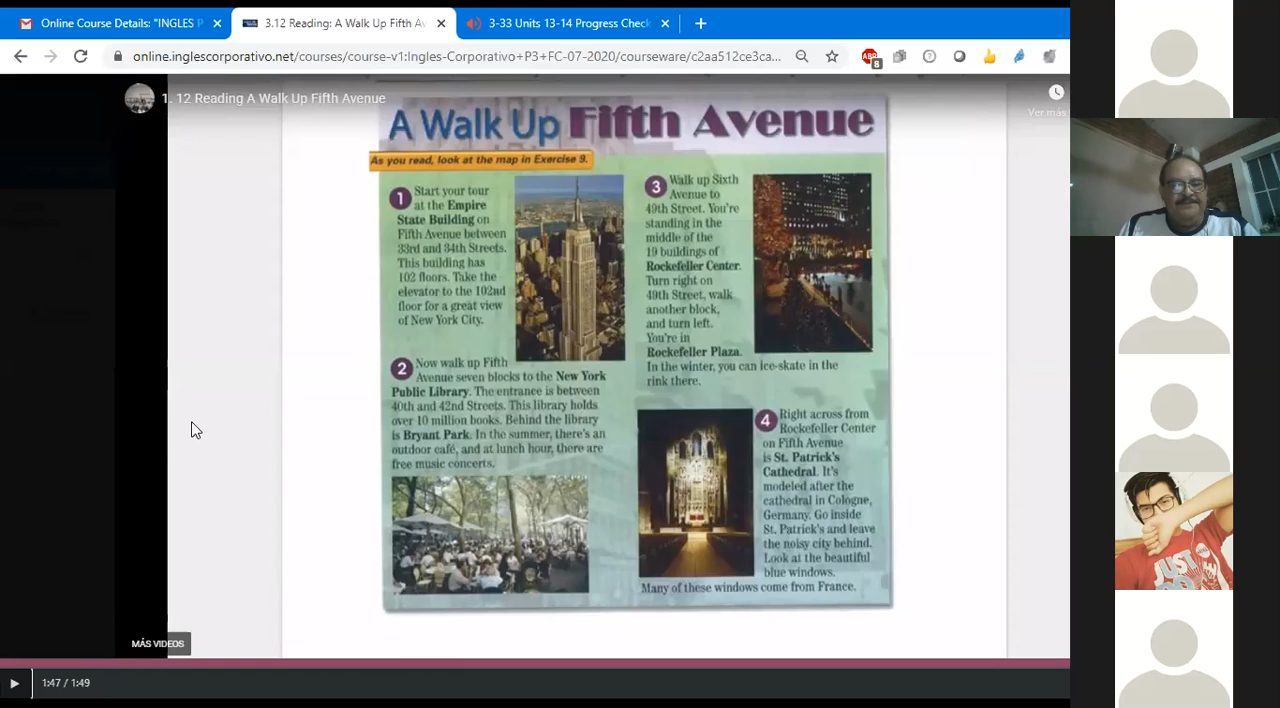 Online Course Details: "INGLES P
3.12 Reading: A Walk Up Fifth Av
3-33 Units 13-14 Progress Check
online.inglescorporativo.net/courses/course-v1:Ingles-Corporativo+P3+FC-07-2020/courseware/c2aa512ce3ca...
8
1. 12 Reading A Walk Up Fifth Avenue
Ver más
A Walk Up Fifth Avenue
As you read, look at the map in Exercise 9.
1 Start your tour
at the Empire
State Building on
Fifth Avenue between
33rd and 34th Streets.
This building has
102 floors. Take the
elevator to the 102nd
floor for a great view
of New York City.
2 Now walk up Fifth
Avenue seven blocks to the New York
Public Library. The entrance is between
40th and 42nd Streets. This library holds
over 10 million books. Behind the library
is Bryant Park. In the summer, there's an
outdoor café, and at lunch hour, there are
free music concerts.
3 Walk up Sixth
Avenue to
49th Street. You're
standing in the
middle of the
19 buildings of
Rockefeller Center.
Turn right on
49th Street, walk
another block,
and turn left.
You're in
Rockefeller Plaza.
In the winter, you can ice-skate in the
rink there.
4 Right across from
Rockefeller Center
on Fifth Avenue
is St. Patrick's
Cathedral. It's
modeled after the
cathedral in Cologne,
Germany. Go inside
St. Patrick's and leave
the noisy city behind.
Look at the beautiful
blue windows.
Many of these windows come from France.
MÁS VIDEOS
1:47 / 1:49